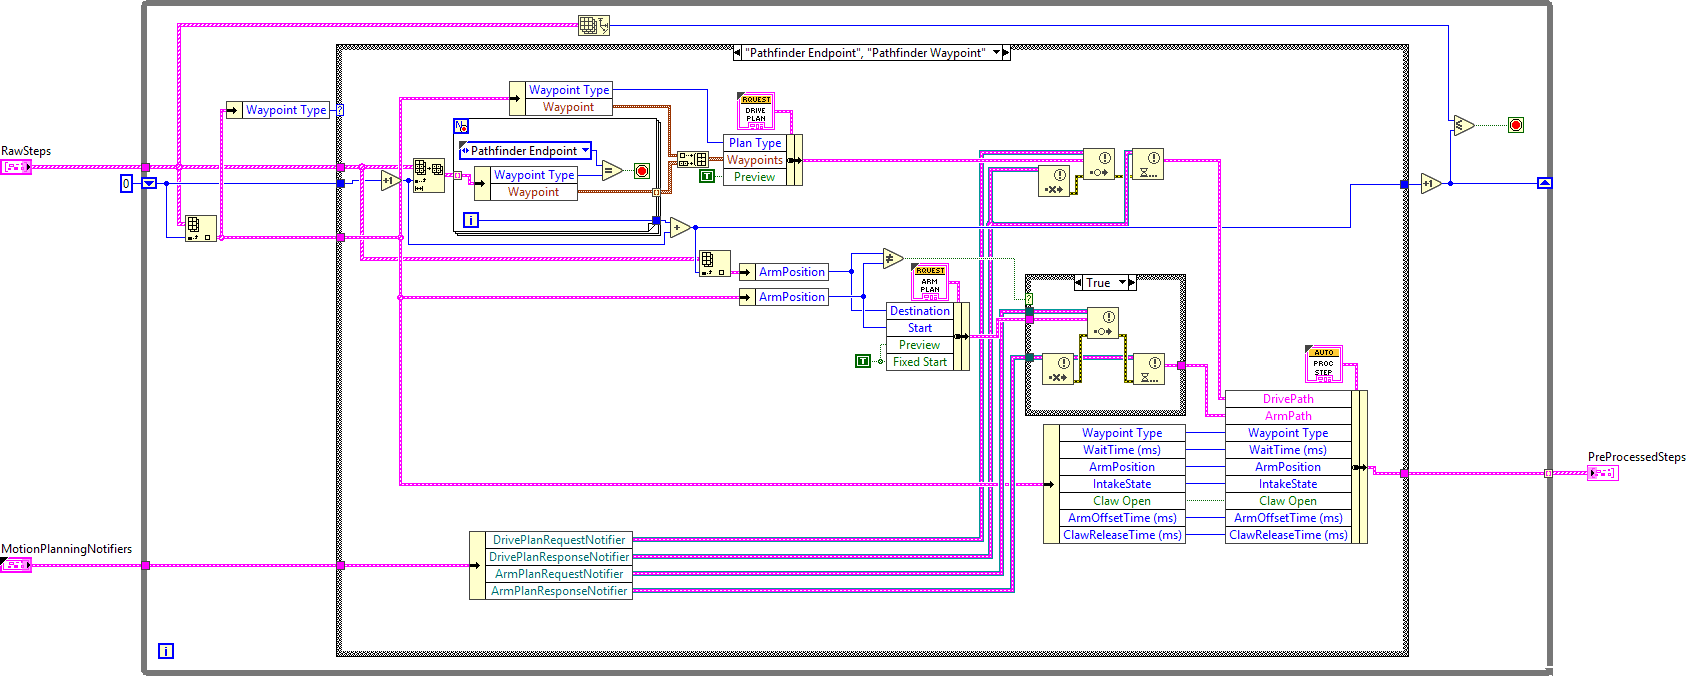 "Pathfinder Endpoint", "Pathfinder Waypoint"
Waypoint Type
?
Waypoint Type
Waypoint
RQUEST
DRIVE
PLAN
N
Pathfinder Endpoint
Plan Type
Waypoints
Preview
T
RawSteps
0
+1
Waypoint Type
Waypoint
=
i
+
+1
ArmPosition
ArmPosition
≠
RQUEST
ARM
PLAN
Destination
Start
Preview
Fixed Start
T
True
?
AUTO
PROC
STEP
DrivePath
ArmPath
Waypoint Type
WaitTime (ms)
ArmPosition
IntakeState
Claw Open
ArmOffsetTime (ms)
ClawReleaseTime (ms)
Waypoint Type
WaitTime (ms)
ArmPosition
IntakeState
Claw Open
ArmOffsetTime (ms)
ClawReleaseTime (ms)
PreProcessedSteps
DrivePlanRequestNotifier
DrivePlanResponseNotifier
ArmPlanRequestNotifier
ArmPlanResponseNotifier
MotionPlanningNotifiers
i